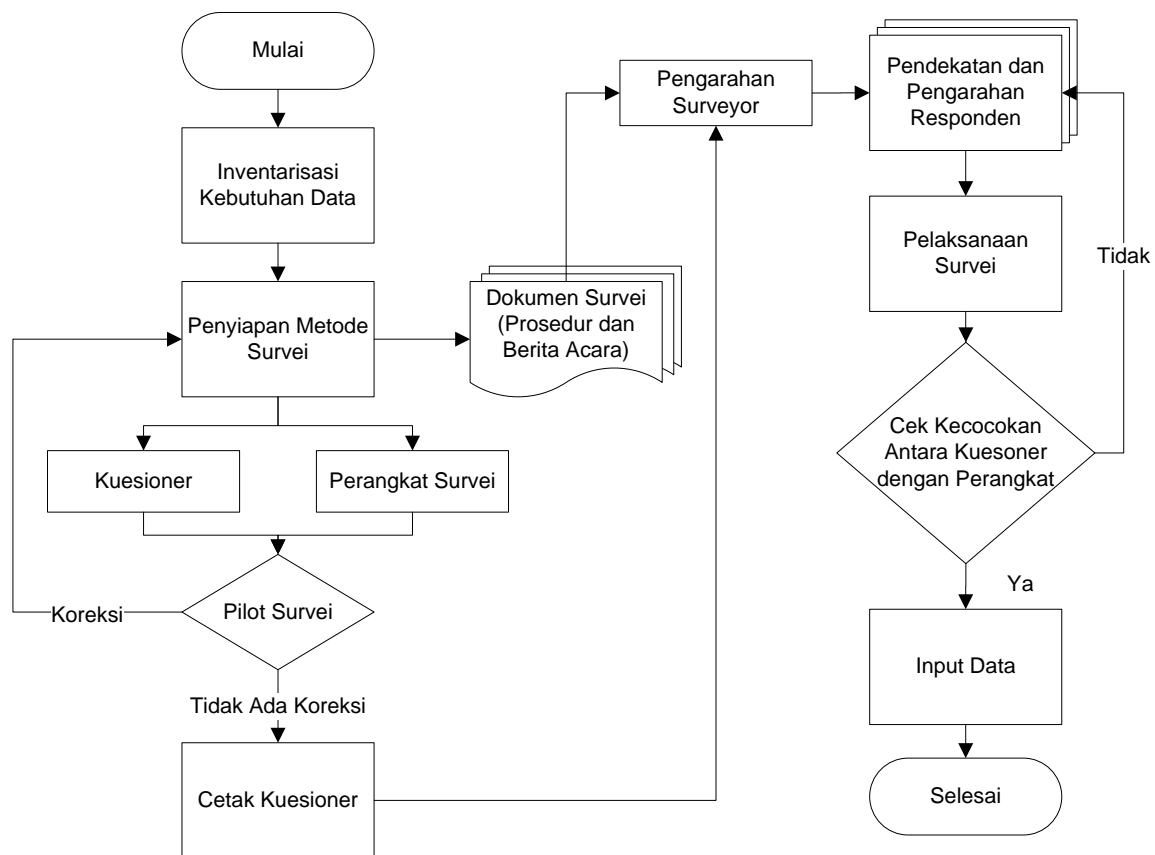 Mulai
Inventarisasi
Kebutuhan Data
Penyiapan Metode
Survei
Dokumen Survei
(Prosedur dan
Berita Acara)
Kuesioner
Perangkat Survei
Koreksi
Pilot Survei
Tidak Ada Koreksi
Cetak Kuesioner
Pengarahan
Surveyor
Pendekatan dan
Pengarahan
Responden
Pelaksanaan
Survei
Tidak
Cek Kecocokan
Antara Kuesoner
dengan Perangkat
Ya
Input Data
Selesai